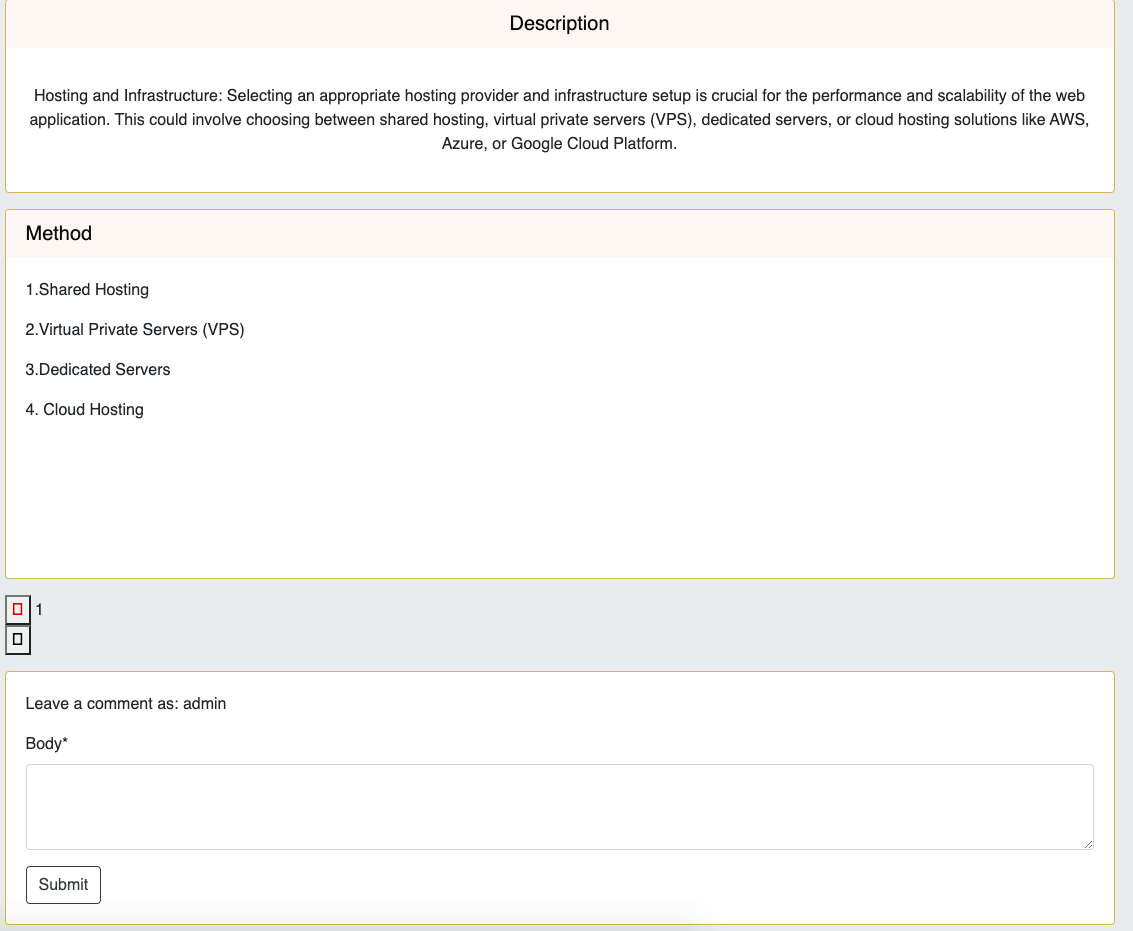 Description
Hosting and Infrastructure: Selecting an appropriate hosting provider and infrastructure setup is crucial for the performance and scalability of the web
application. This could involve choosing between shared hosting, virtual private servers (VPS), dedicated servers, or cloud hosting solutions like AWS,
Azure, or Google Cloud Platform.
Method
1.Shared Hosting
2.Virtual Private Servers (VPS)
3.Dedicated Servers
4. Cloud Hosting
1
Leave a comment as: admin
Body*
Submit